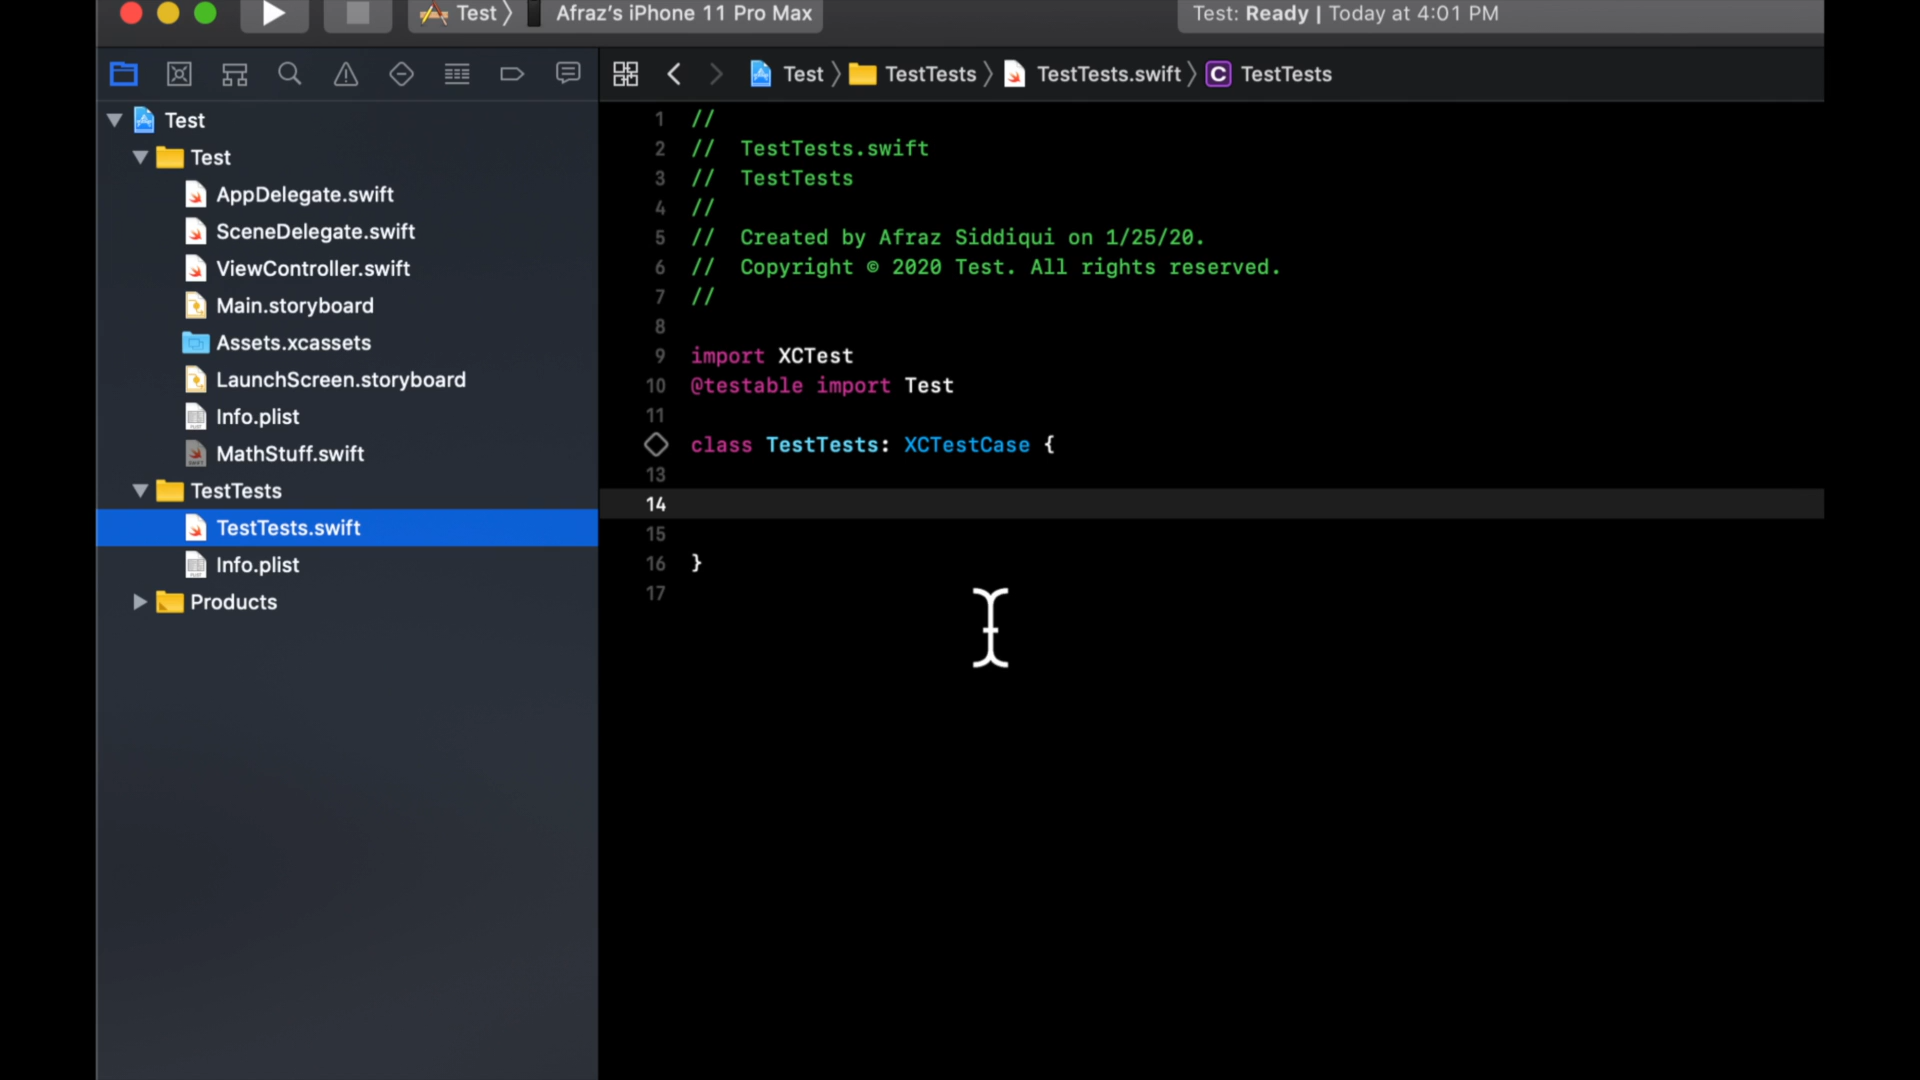 Test 〉 Afraz's iPhone 11 Pro Max
Test: Ready | Today at 4:01 PM
Test 〉 TestTests 〉 TestTests.swift 〉 C TestTests
Test
Test
AppDelegate.swift
SceneDelegate.swift
ViewController.swift
Main.storyboard
Assets.xcassets
LaunchScreen.storyboard
Info.plist
MathStuff.swift
TestTests
TestTests.swift
Info.plist
Products
1 //
2 //  TestTests.swift
3 //  TestTests
4 //
5 //  Created by Afraz Siddiqui on 1/25/20.
6 //  Copyright © 2020 Test. All rights reserved.
7 //
8
9 import XCTest
10 @testable import Test
11
class TestTests: XCTestCase {
13
14
15
16 }
17